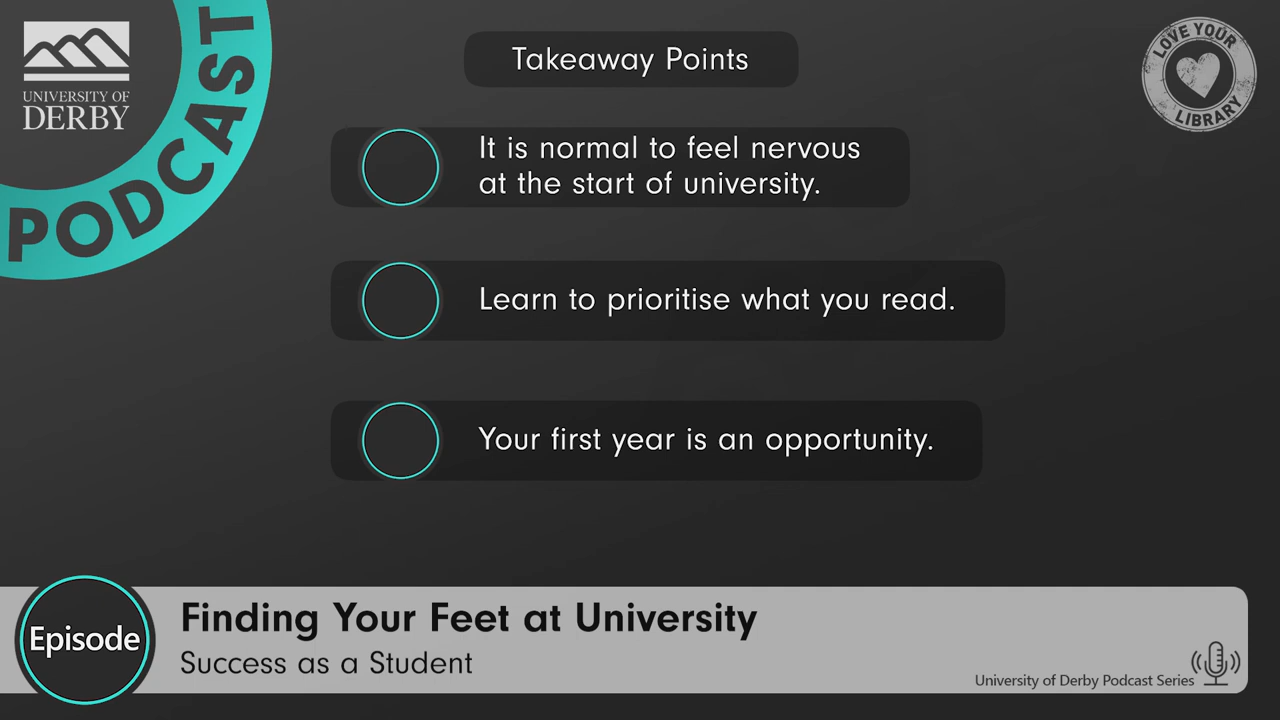 UNIVERSITY OF
DERBY
PODCAST
Takeaway Points
LOVE YOUR
LIBRARY
It is normal to feel nervous
at the start of university.
Learn to prioritise what you read.
Your first year is an opportunity.
Episode
Finding Your Feet at University
Success as a Student
University of Derby Podcast Series